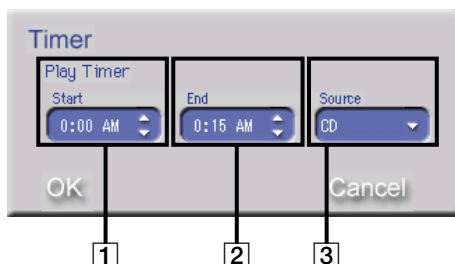 Timer
Play Timer
Start End Source
0:00 AM 0:15 AM CD
OK Cancel
1 2 3